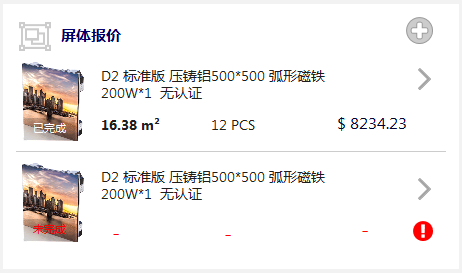 屏体报价
D2 标准版 压铸铝500*500 弧形磁铁
200W*1 无认证
已完成
16.38 m²
12 PCS
$ 8234.23
D2 标准版 压铸铝500*500 弧形磁铁
200W*1 无认证
未完成
–
–
–